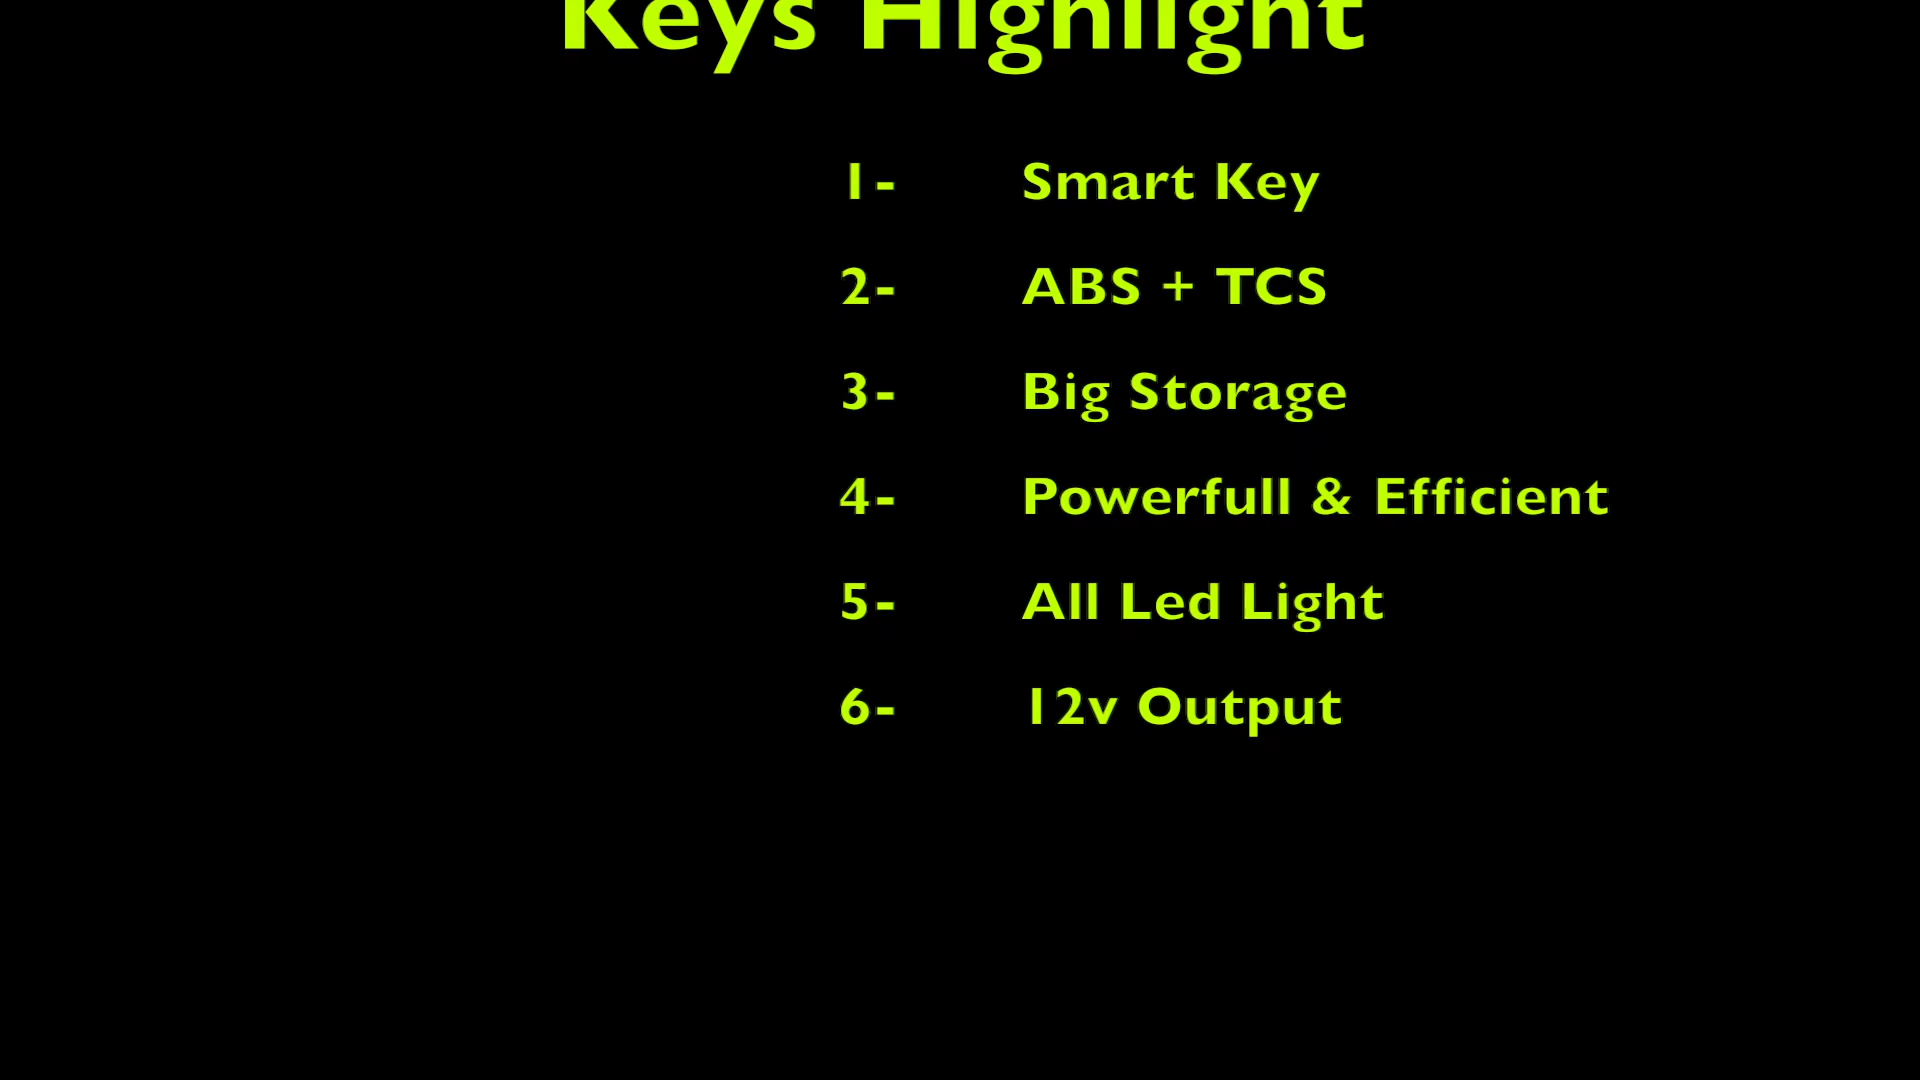 Keys Highlight
1- Smart Key
2- ABS + TCS
3- Big Storage
4- Powerfull & Efficient
5- All Led Light
6- 12v Output